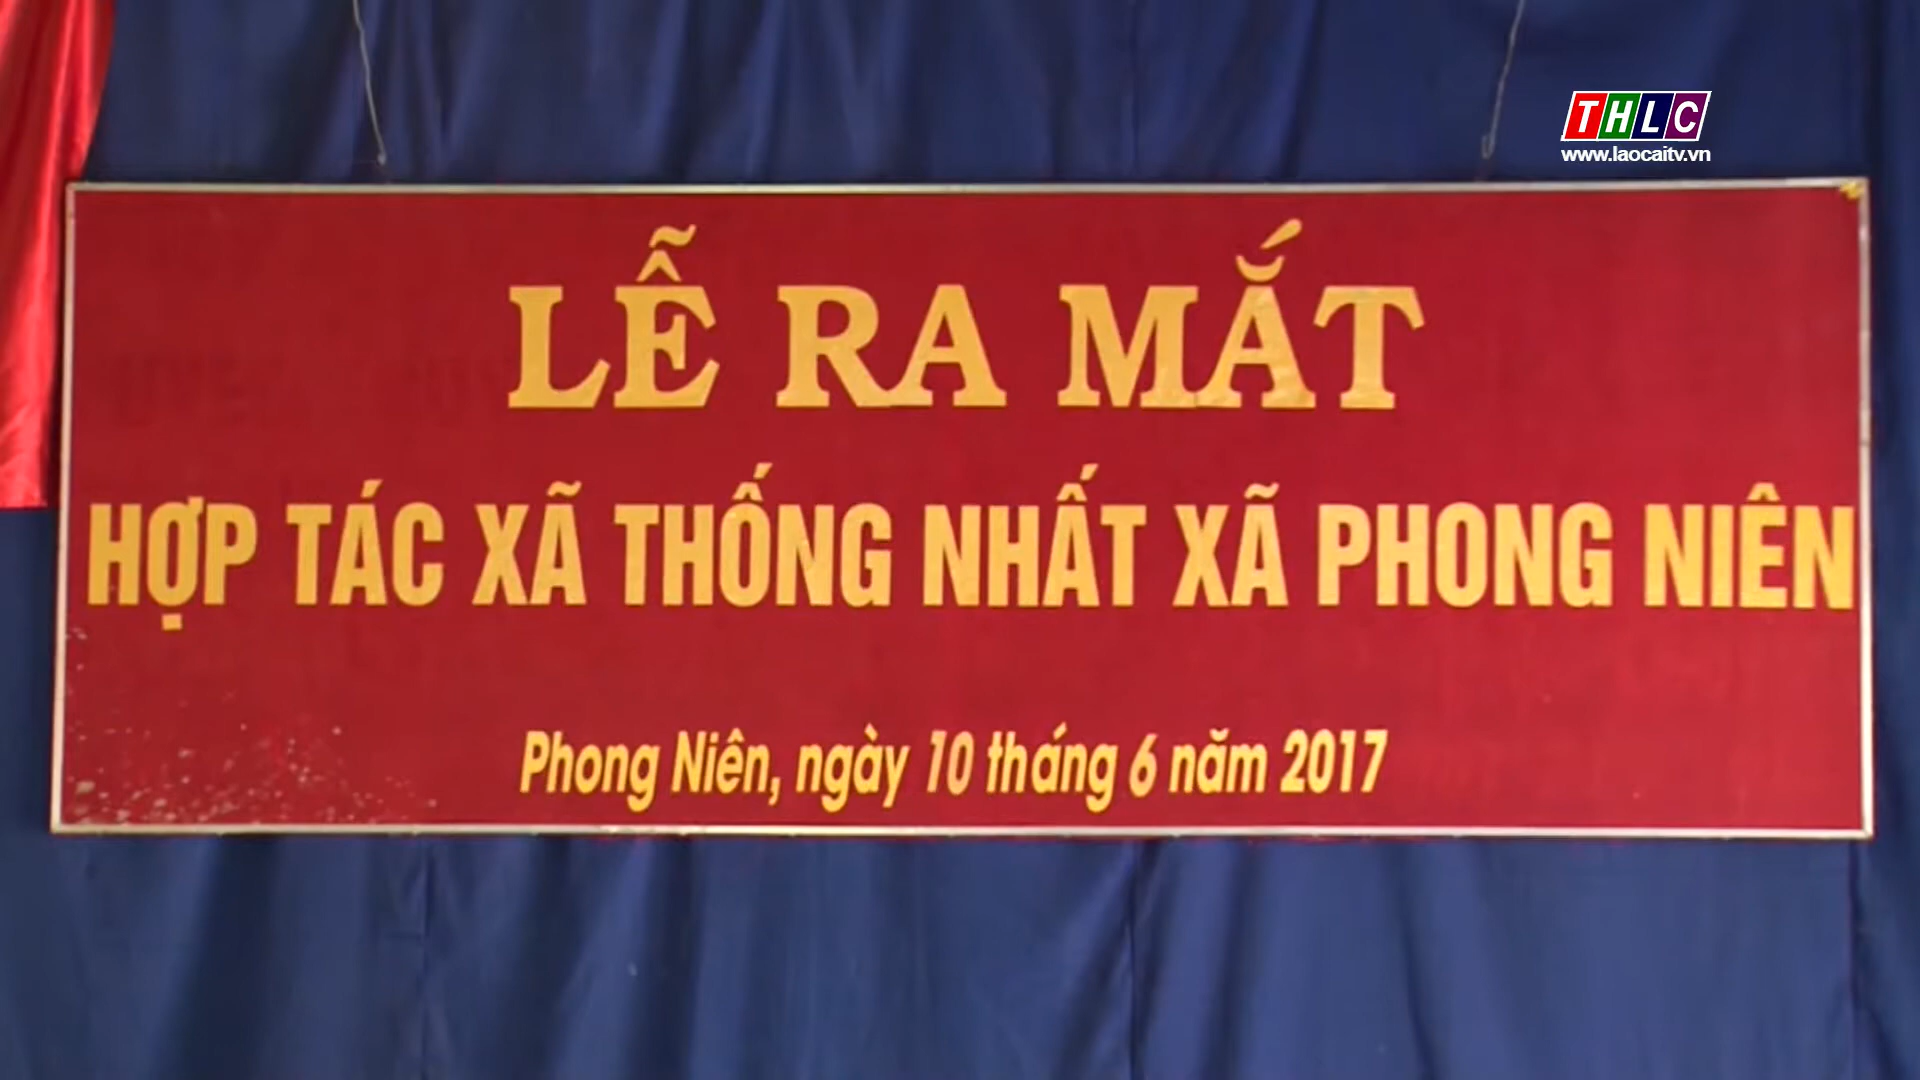 THLC
www.laocaitv.vn
LỄ RA MẮT
HỢP TÁC XÃ THỐNG NHẤT XÃ PHONG NIÊN
Phong Niên, ngày 10 tháng 6 năm 2017